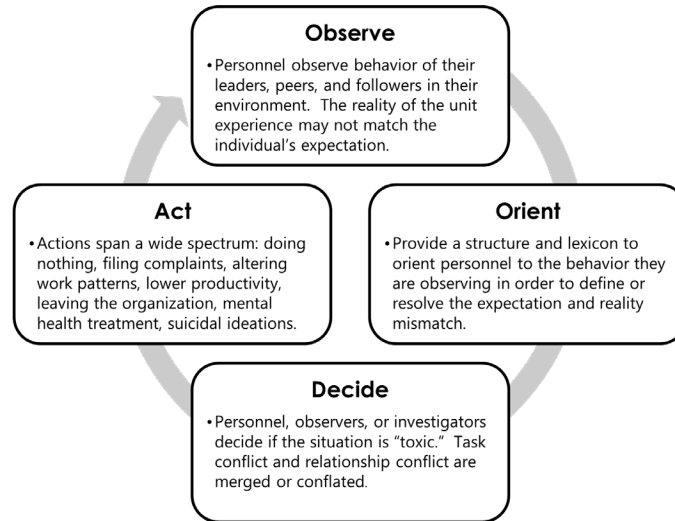 Observe
•Personnel observe behavior of their
leaders, peers, and followers in their
environment.  The reality of the unit
experience may not match the
individual's expectation.
Act
•Actions span a wide spectrum: doing
nothing, filing complaints, altering
work patterns, lower productivity,
leaving the organization, mental
health treatment, suicidal ideations.
Orient
•Provide a structure and lexicon to
orient personnel to the behavior they
are observing in order to define or
resolve the expectation and reality
mismatch.
Decide
•Personnel, observers, or investigators
decide if the situation is “toxic.”  Task
conflict and relationship conflict are
merged or conflated.